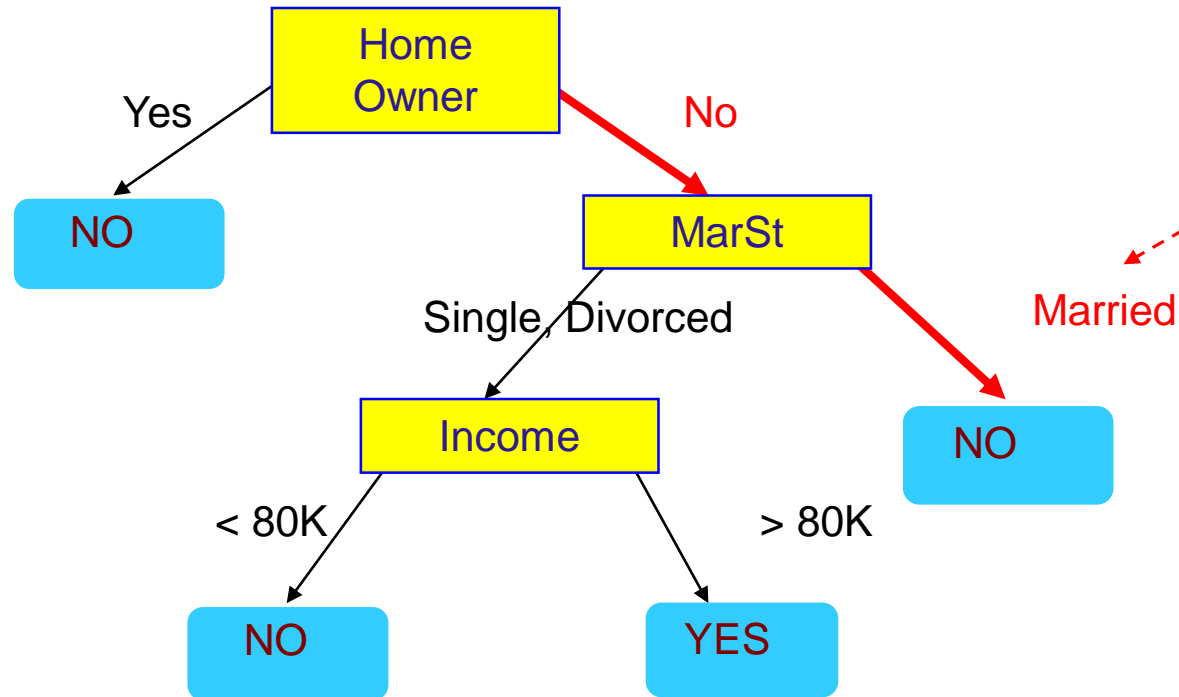 Home
Owner
Yes
No
NO
MarSt
Single, Divorced
Married
Income
NO
< 80K
> 80K
NO
YES